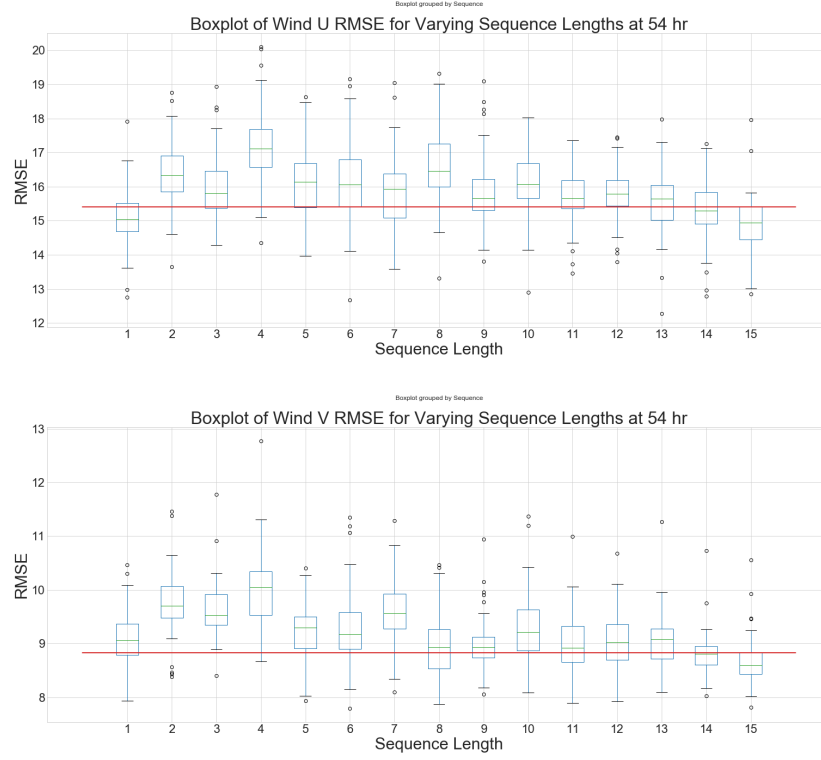 Boxplot grouped by Sequence
Boxplot of Wind U RMSE for Varying Sequence Lengths at 54 hr
20
19
18
17
16
15
14
13
12
RMSE
1 2 3 4 5 6 7 8 9 10 11 12 13 14 15
Sequence Length
Boxplot grouped by Sequence
Boxplot of Wind V RMSE for Varying Sequence Lengths at 54 hr
13
12
11
10
9
8
RMSE
1 2 3 4 5 6 7 8 9 10 11 12 13 14 15
Sequence Length